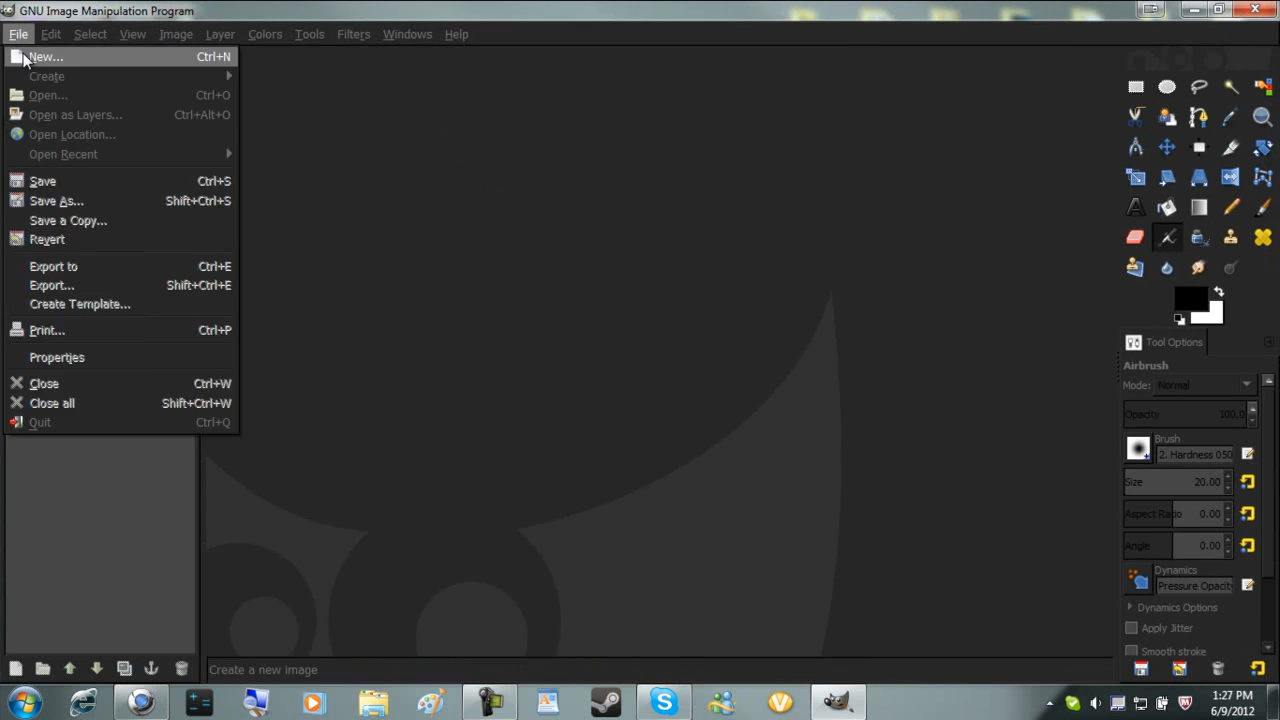 GNU Image Manipulation Program
File Edit Select View Image Layer Colors Tools Filters Windows Help
New... Ctrl+N
Create
Open... Ctrl+O
Open as Layers... Ctrl+Alt+O
Open Location...
Open Recent
Save Ctrl+S
Save As... Shift+Ctrl+S
Save a Copy...
Revert
Export to Ctrl+E
Export... Shift+Ctrl+E
Create Template...
Print... Ctrl+P
Properties
Close Ctrl+W
Close all Shift+Ctrl+W
Quit Ctrl+Q
Tool Options
Airbrush
Mode: Normal
Opacity 100.0
Brush
2. Hardness 050
Size 20.00
Aspect Ratio 0.00
Angle 0.00
Dynamics
Pressure Opacit
Dynamics Options
Apply Jitter
Smooth stroke
Create a new image
1:27 PM
6/9/2012